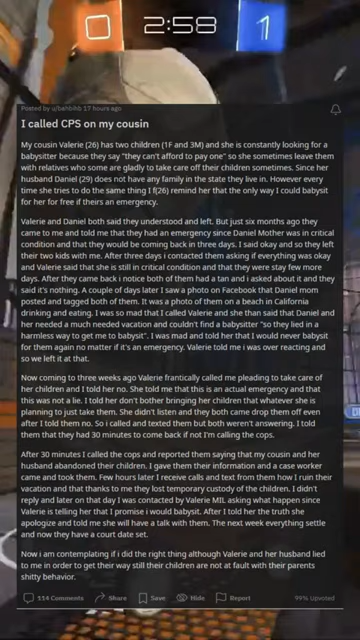 0 2:58 1
Posted by u/bahbihb 17 hours ago
I called CPS on my cousin
My cousin Valerie (26) has two children (1F and 3M) and she is constantly looking for a
babysitter because they say "they can't afford to pay one" so she sometimes leave them
with relatives who some are gladly to take care off their children sometimes. Since her
husband Daniel (29) does not have any family in the state they live in. However every
time she tries to do the same thing I f(26) remind her that the only way I could babysit
for her for free if theirs an emergency.
Valerie and Daniel both said they understood and left. But just six months ago they
came to me and told me that they had an emergency since Daniel Mother was in critical
condition and that they would be coming back in three days. I said okay and so they left
their two kids with me. After three days i contacted them asking if everything was okay
and Valerie said that she is still in critical condition and that they were stay few more
days. After they came back i notice both of them had a tan and i asked about it and they
said it's nothing. A couple of days later I saw a photo on Facebook that Daniel mom
posted and tagged both of them. It was a photo of them on a beach in California
drinking and eating. I was so mad that I called Valerie and she than said that Daniel and
her needed a much needed vacation and couldn't find a babysitter "so they lied in a
harmless way to get me to babysit". I was mad and told her that I would never babysit
for them again no matter if it's an emergency. Valerie told me i was over reacting and
so we left it at that.
Now coming to three weeks ago Valerie frantically called me pleading to take care of
her children and I told her no. She told me that this is an actual emergency and that
this was not a lie. I told her don't bother bringing her children that whatever she is
planning to just take them. She didn't listen and they both came drop them off even
after I told them no. So i called and texted them but both weren't answering. I told
them that they had 30 minutes to come back if not I'm calling the cops.
After 30 minutes I called the cops and reported them saying that my cousin and her
husband abandoned their children. I gave them their information and a case worker
came and took them. Few hours later I receive calls and text from them how I ruin their
vacation and that thanks to me they lost temporary custody of the children. I didn't
reply and later on that day I was contacted by Valerie MIL asking what happen since
Valerie is telling her that I promise i would babysit. After I told her the truth she
apologize and told me she will have a talk with them. The next week everything settle
and now they have a court date set.
Now i am contemplating if i did the right thing although Valerie and her husband lied
to me in order to get their way still their children are not at fault with their parents
shitty behavior.
114 Comments Share Save Hide Report 99% Upvoted